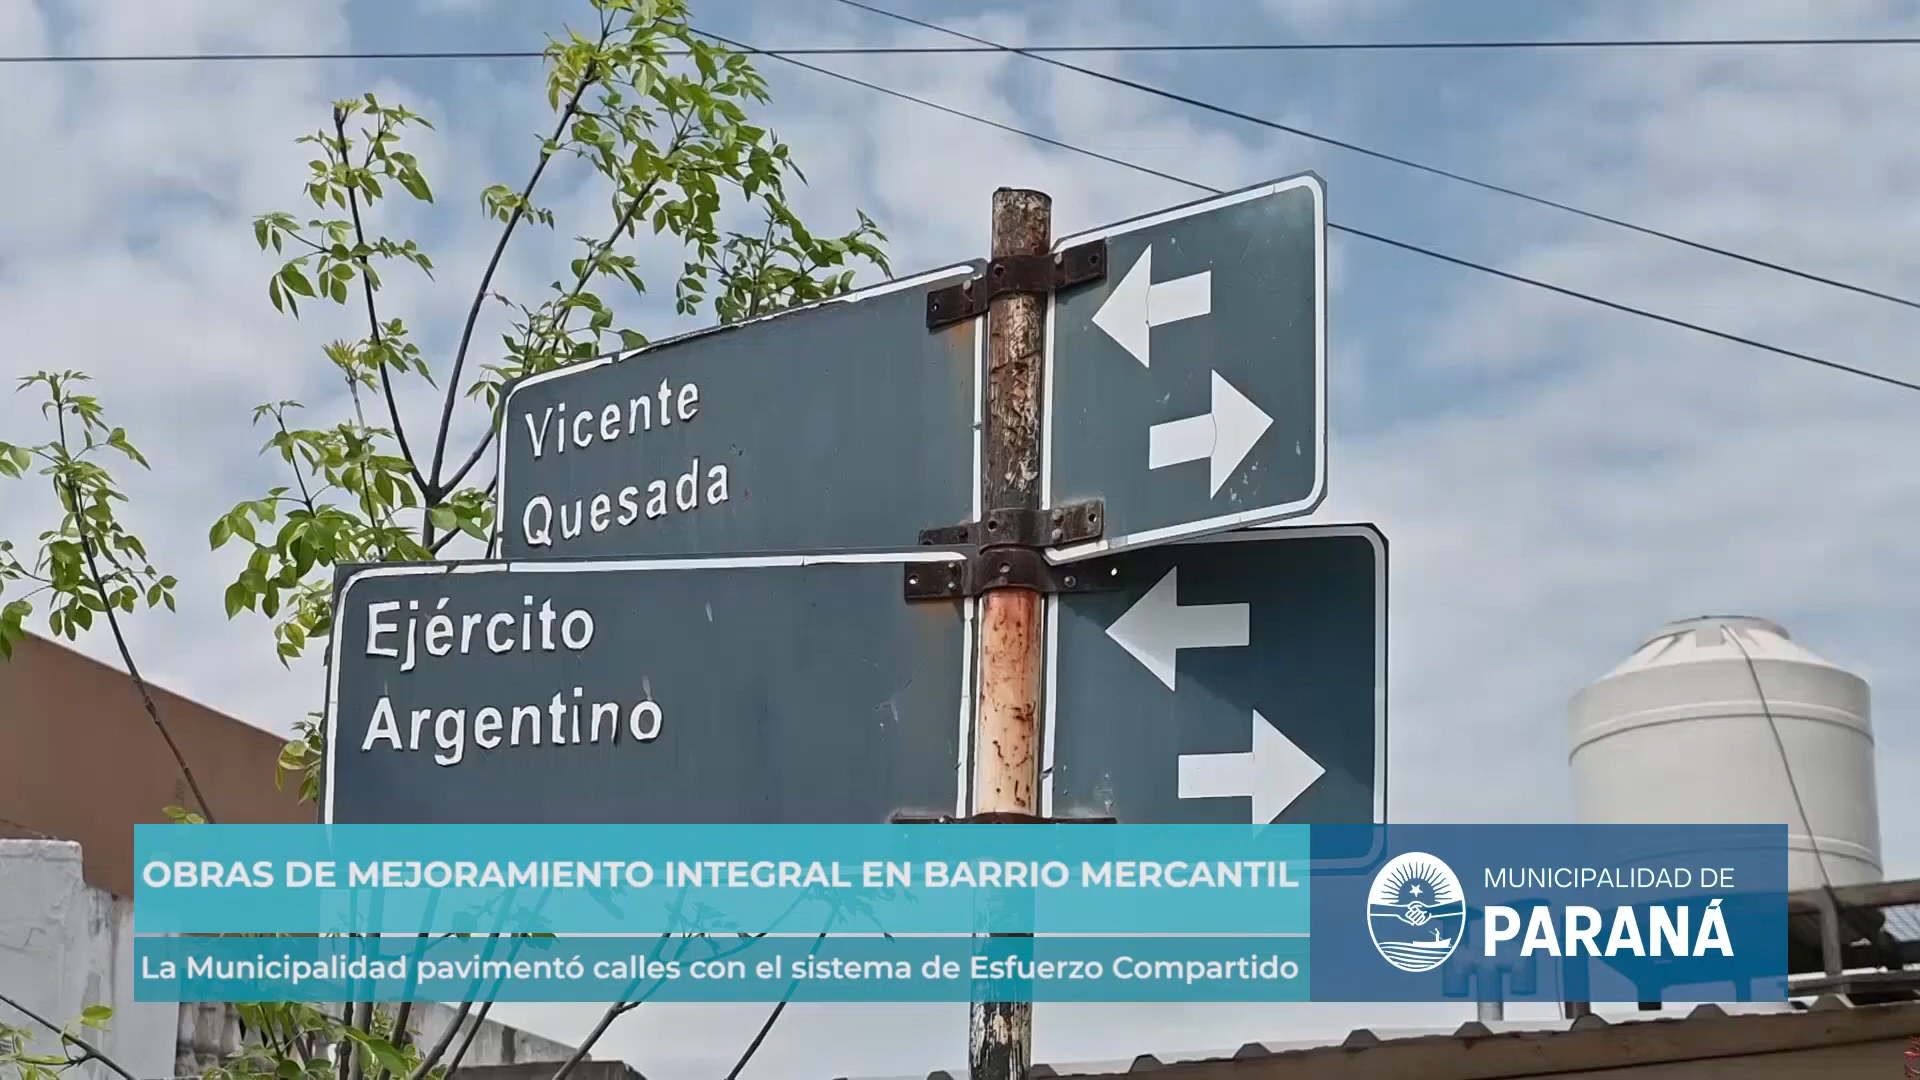 Vicente
Quesada
Ejército
Argentino
OBRAS DE MEJORAMIENTO INTEGRAL EN BARRIO MERCANTIL
La Municipalidad pavimentó calles con el sistema de Esfuerzo Compartido
MUNICIPALIDAD DE
PARANÁ